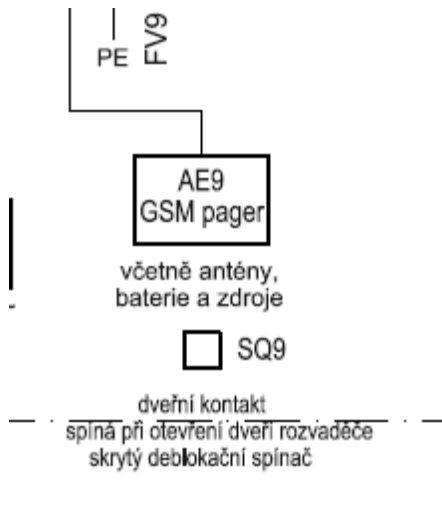 PE
FV9
AE9
GSM pager
včetně antény,
baterie a zdroje
SQ9
dveřní kontakt
spíná při otevření dveří rozvaděče
skrytý deblokační spínač